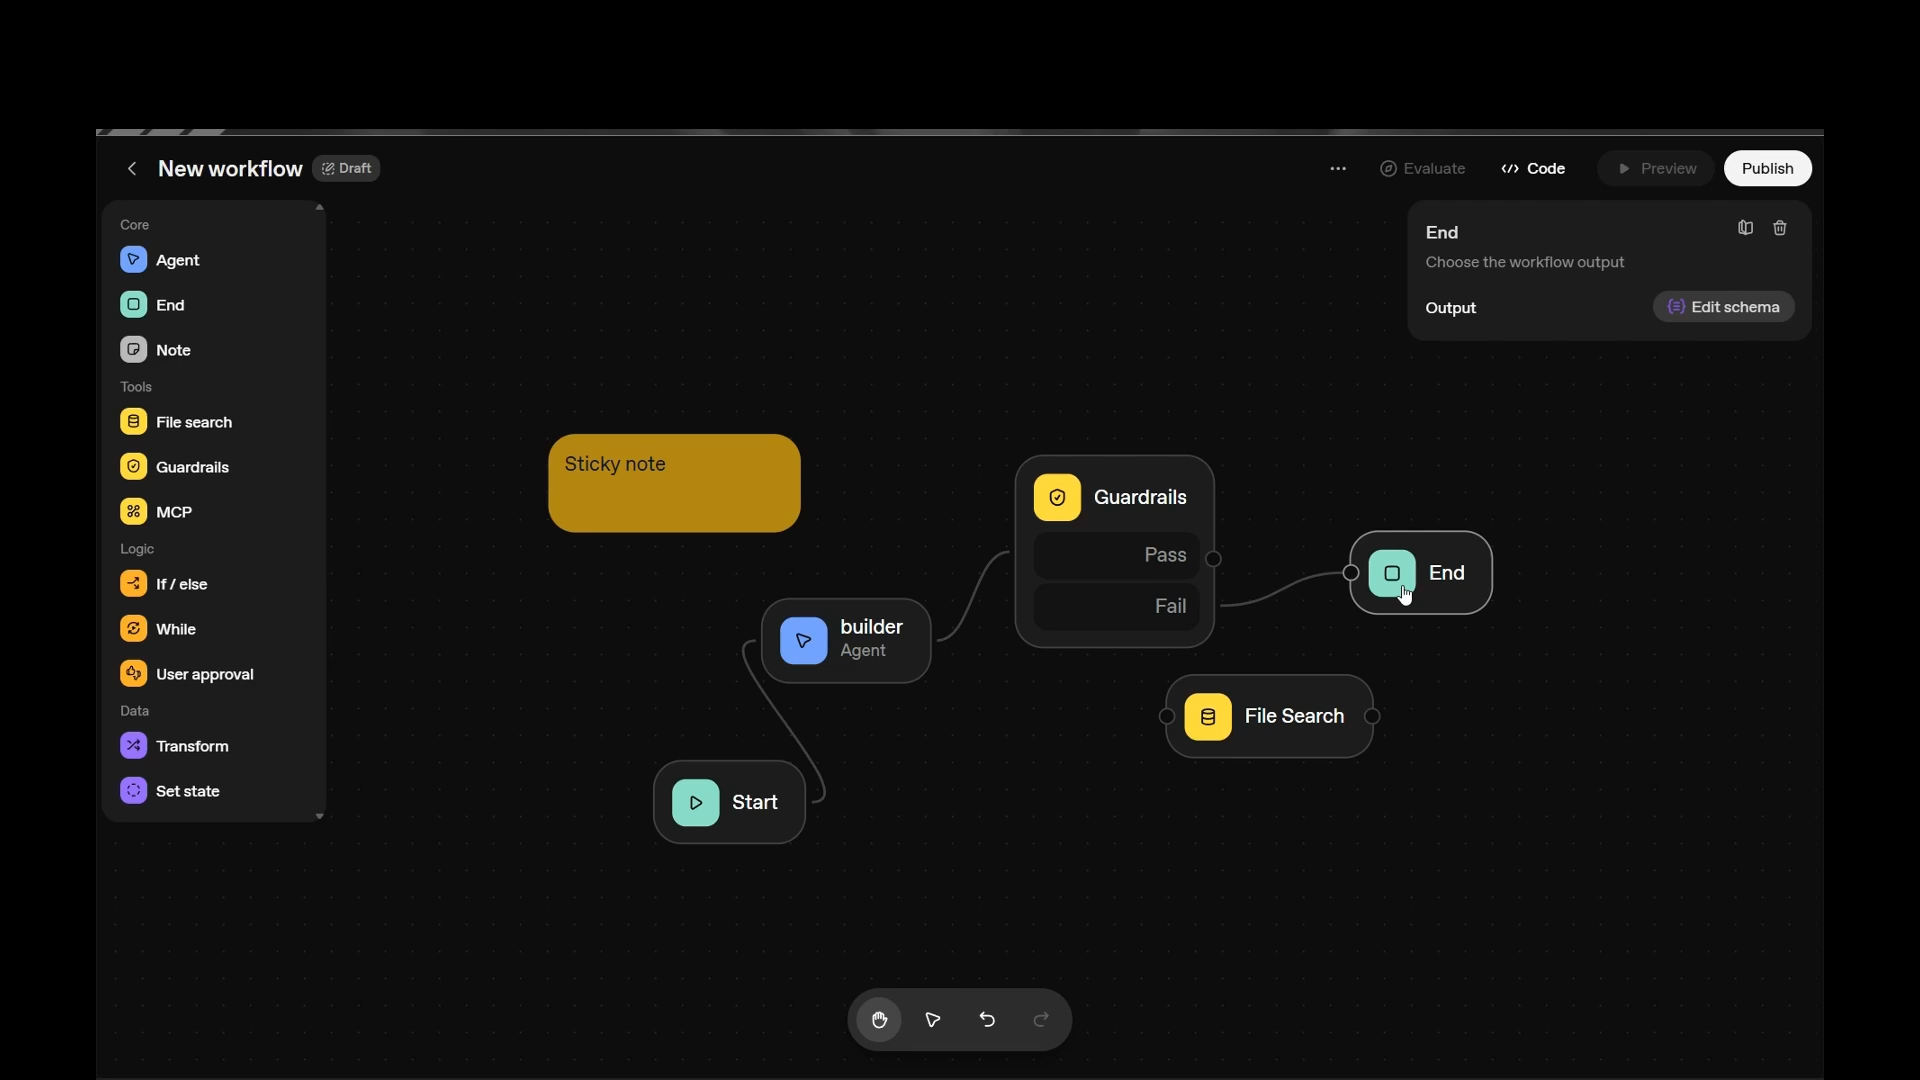 New workflow
Draft
Evaluate
Code
Preview
Publish
Core
Agent
End
Note
Tools
File search
Guardrails
MCP
Logic
If / else
While
User approval
Data
Transform
Set state
End
Choose the workflow output
Output
Edit schema
Sticky note
Guardrails
Pass
Fail
End
builder
Agent
File Search
Start